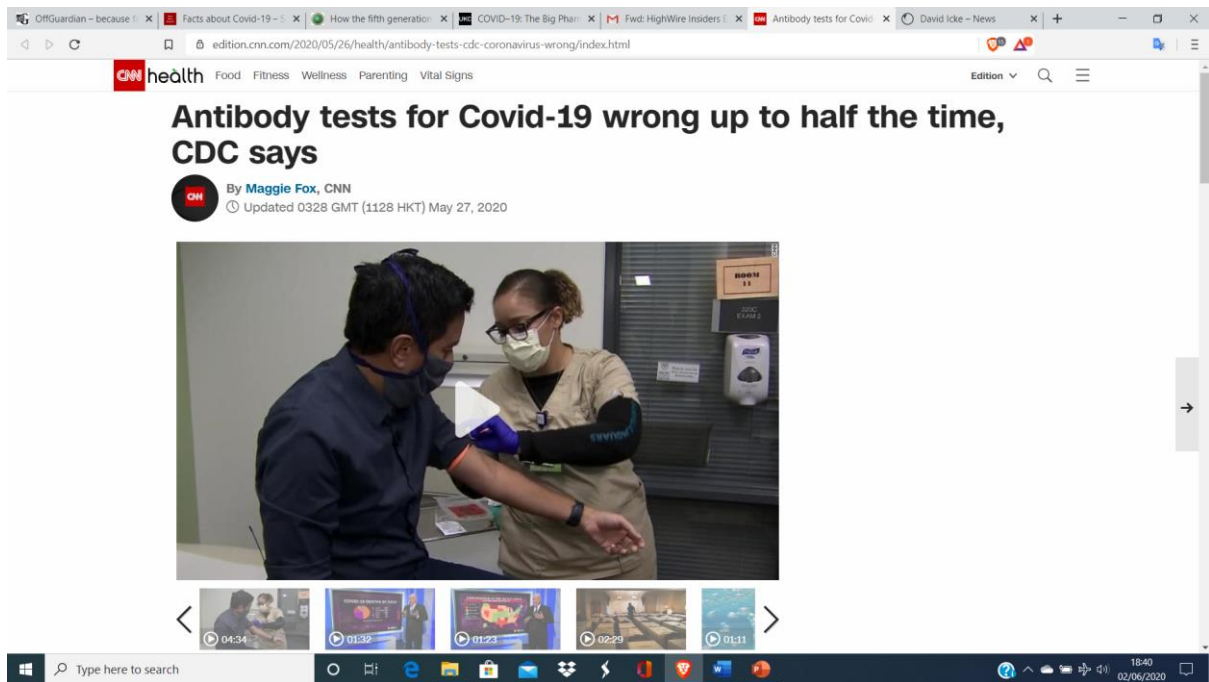 OffGuardian – because f
Facts about Covid-19 – S
How the fifth generation
COVID–19: The Big Pharm
Fwd: HighWire Insiders E
Antibody tests for Covid
David Icke – News
edition.cnn.com/2020/05/26/health/antibody-tests-cdc-coronavirus-wrong/index.html
CNN health Food Fitness Wellness Parenting Vital Signs Edition
Antibody tests for Covid-19 wrong up to half the time,
CDC says
CNN
By Maggie Fox, CNN
Updated 0328 GMT (1128 HKT) May 27, 2020
ROOM
11
EXAM 2
04:34
01:32
01:23
02:29
01:11
Type here to search
18:40
02/06/2020